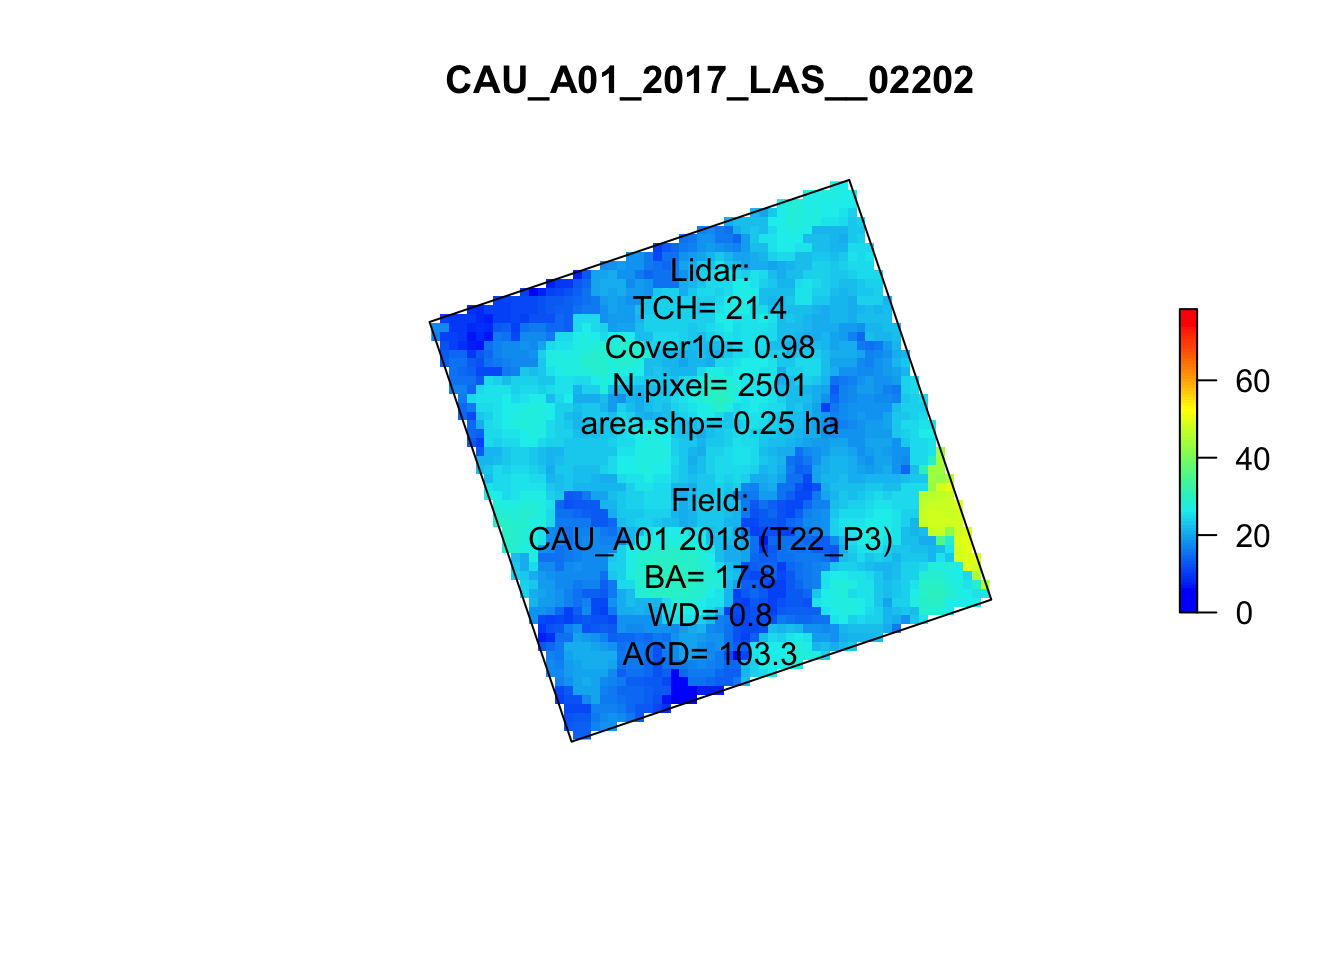 CAU_A01_2017_LAS__02202
Lidar:
TCH= 21.4
Cover10= 0.98
N.pixel= 2501
area.shp= 0.25 ha
Field:
CAU_A01 2018 (T22_P3)
BA= 17.8
WD= 0.8
ACD= 103.3
60
40
20
0